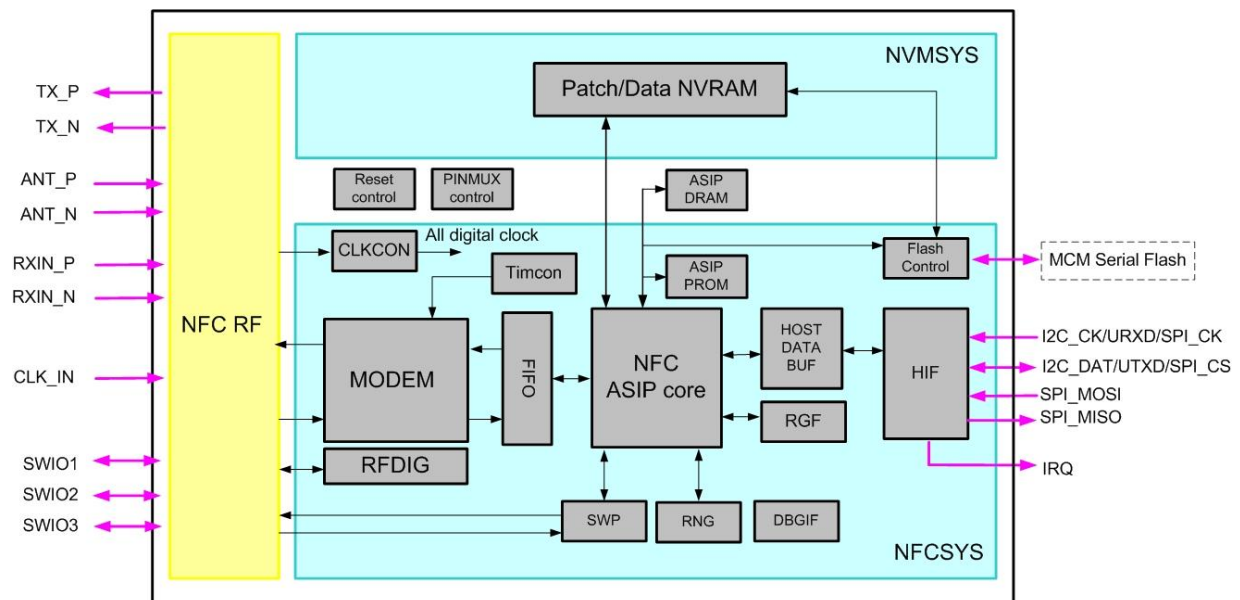 NVMSYS
Patch/Data NVRAM
TX_P
TX_N
ANT_P
ANT_N
RXIN_P
RXIN_N
CLK_IN
SWIO1
SWIO2
SWIO3
NFC RF
Reset
control
PINMUX
control
ASIP
DRAM
CLKCON
All digital clock
Timcon
ASIP
PROM
Flash
Control
MCM Serial Flash
MODEM
FIFO
NFC
ASIP core
HOST
DATA
BUF
HIF
RGF
RFDIG
SWP
RNG
DBGIF
NFCSYS
I2C_CK/URXD/SPI_CK
I2C_DAT/UTXD/SPI_CS
SPI_MOSI
SPI_MISO
IRQ